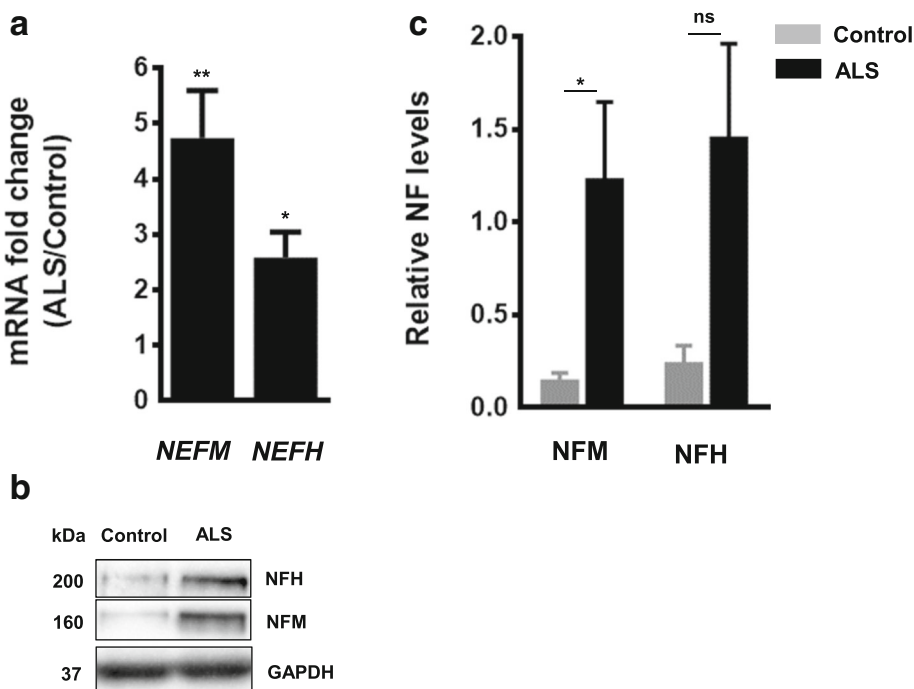 a
mRNA fold change
(ALS/Control)
6
5
4
3
2
1
0
**
*
NEFM NEFH
c
Relative NF levels
2.0
1.5
1.0
0.5
0.0
*
ns
NFM NFH
Control
ALS
b
kDa Control ALS
200 NFH
160 NFM
37 GAPDH